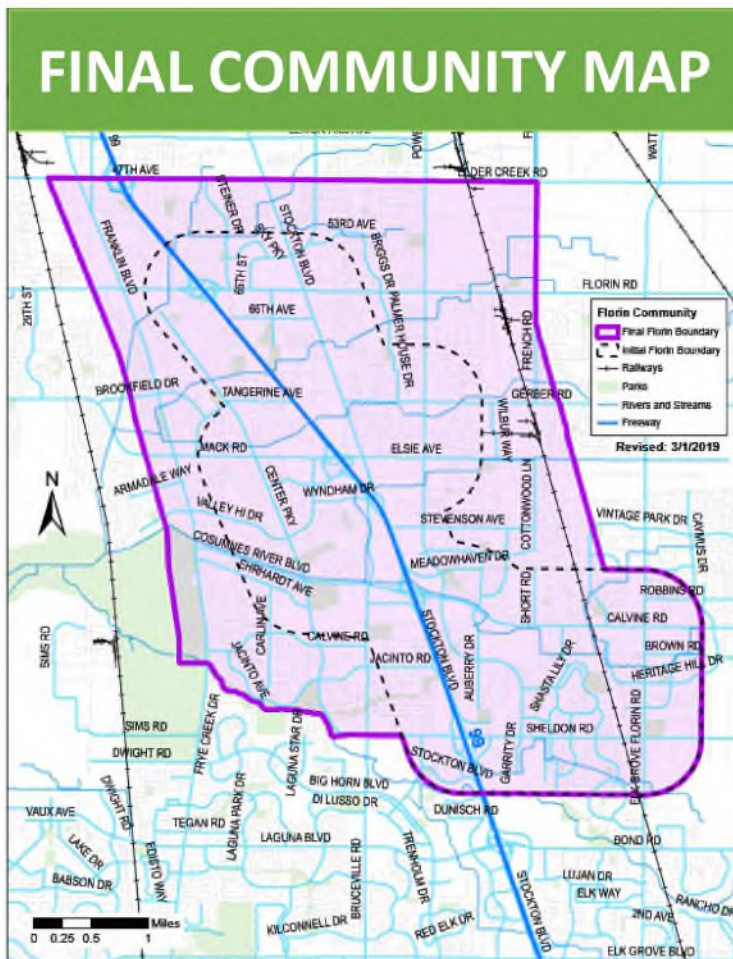 FINAL COMMUNITY MAP
99
47TH AVE
ELDER CREEK RD
WATT
STEINER DR
SKY PKY
STOCKTON BLVD
53RD AVE
FRANKLIN BLVD
65TH ST
BRIGGS DR
PALMER HOUSE DR
29TH ST
FLORIN RD
66TH AVE
FRENCH RD
Florin Community
Final Florin Boundary
Initial Florin Boundary
Railways
Parks
Rivers and Streams
Freeway
Revised: 3/1/2019
BROOKFIELD DR
TANGERINE AVE
GERBER RD
WILBUR WAY
MACK RD
ELSIE AVE
N
ARMADALE WAY
CENTER PKY
WYNDHAM DR
COTTONWOOD LN
VALLEY HI DR
STEVENSON AVE
VINTAGE PARK DR
CAYMUS DR
COSUMNES RIVER BLVD
EHRHARDT AVE
MEADOWHAVEN DR
SHORT RD
ROBBINS RD
CARLIN AVE
CALVINE RD
STOCKTON BLVD
CALVINE RD
SIMS RD
JACINTO AVE
JACINTO RD
AUBERRY DR
SHASTA LILY DR
BROWN RD
HERITAGE HILL DR
SIMS RD
FRYE CREEK DR
LAGUNA STAR DR
99
GARRITY DR
SHELDON RD
ELK GROVE FLORIN RD
DWIGHT RD
STOCKTON BLVD
BIG HORN BLVD
DI LUSSO DR
DUNISCH RD
VAUX AVE
DWIGHT RD
TEGAN RD
LAGUNA PARK DR
LAGUNA BLVD
BRUCEVILLE RD
TRENHOLM DR
BOND RD
LAKE DR
BABSON DR
EDISTO WAY
LUJAN DR
ELK WAY
RANCHO DR
STOCKTON BLVD
2ND AVE
KILCONNELL DR
RED ELK DR
ELK GROVE BLVD
Miles
0 0.25 0.5 1